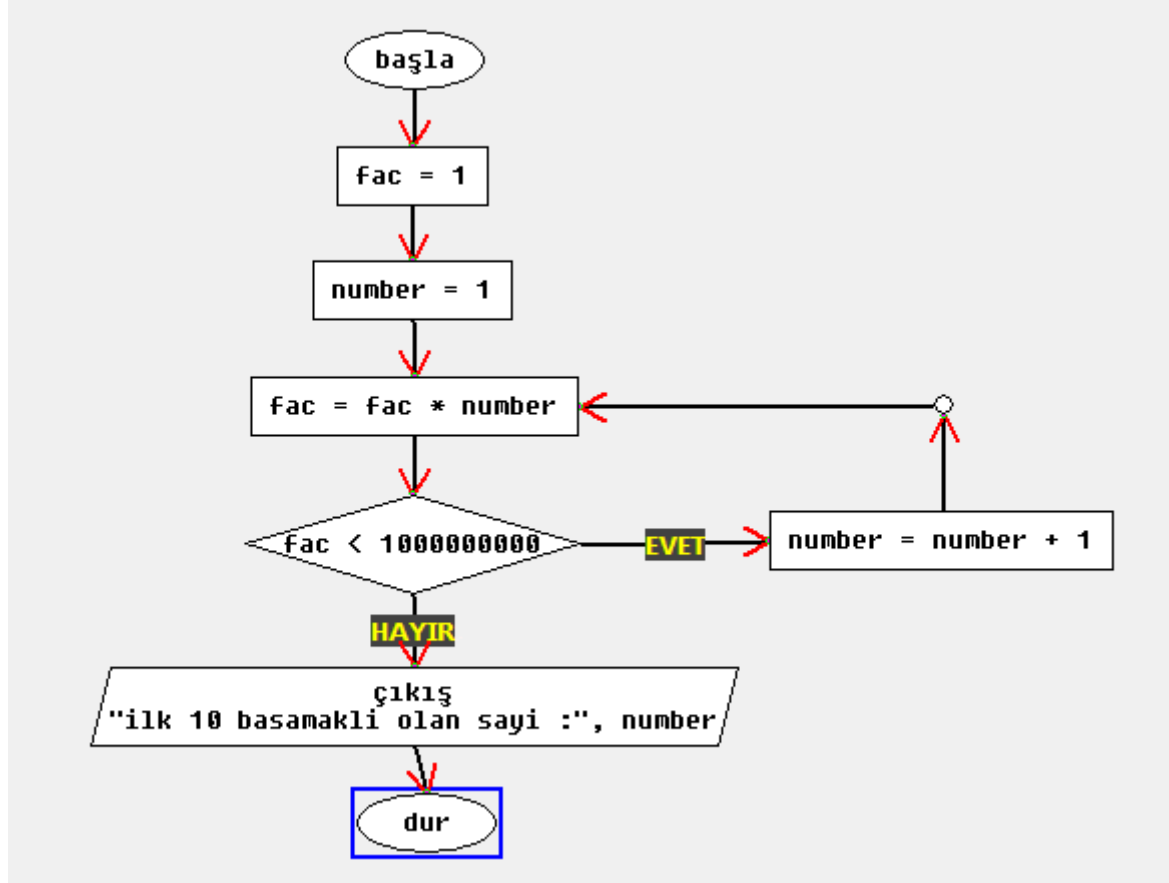 başla
fac = 1
number = 1
fac = fac * number
fac < 1000000000
EVET
number = number + 1
HAYIR
çıkış
"ilk 10 basamakli olan sayi :", number
dur